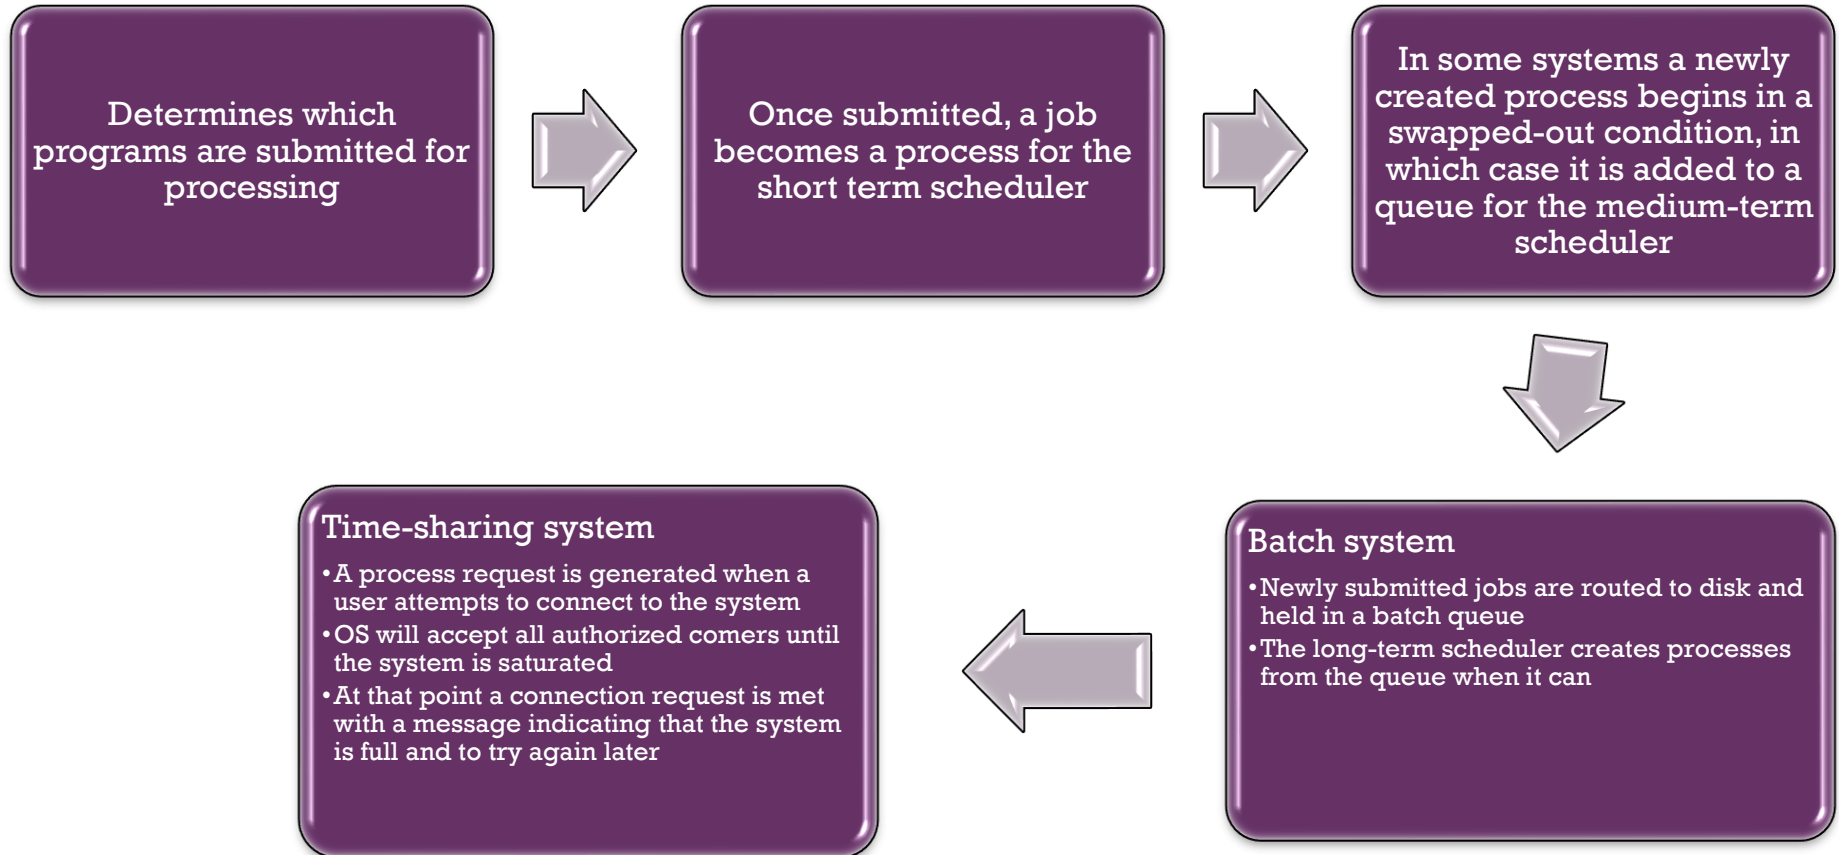 Determines which
programs are submitted for
processing
Once submitted, a job
becomes a process for the
short term scheduler
In some systems a newly
created process begins in a
swapped-out condition, in
which case it is added to a
queue for the medium-term
scheduler
Batch system
•Newly submitted jobs are routed to disk and
held in a batch queue
•The long-term scheduler creates processes
from the queue when it can
Time-sharing system
•A process request is generated when a
user attempts to connect to the system
•OS will accept all authorized comers until
the system is saturated
•At that point a connection request is met
with a message indicating that the system
is full and to try again later